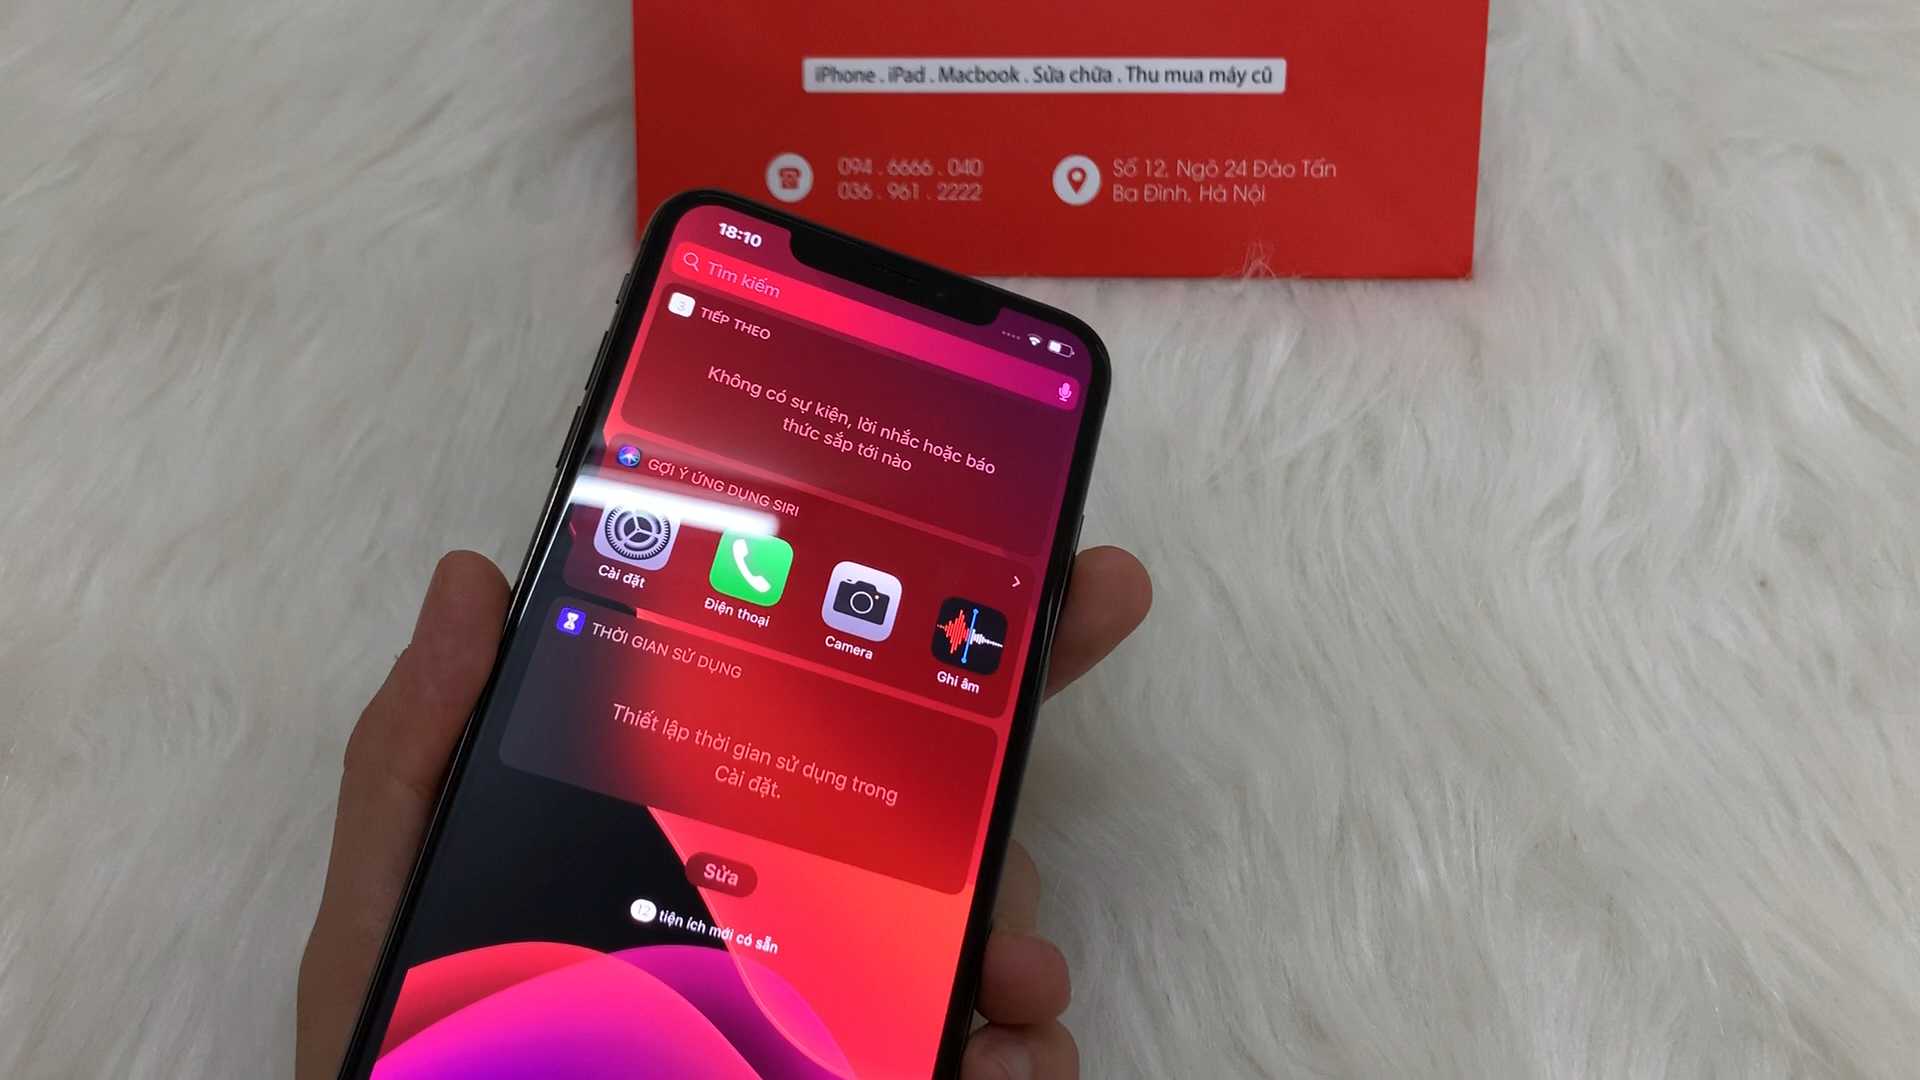 iPhone . iPad . Macbook . Sửa chữa . Thu mua máy cũ
094 . 6666 . 040
036 . 961 . 2222
Số 12, Ngõ 24 Đào Tấn
Ba Đình, Hà Nội
18:10
Tìm kiếm
3
TIẾP THEO
Không có sự kiện, lời nhắc hoặc báo
thức sắp tới nào
GỢI Ý ỨNG DỤNG SIRI
Cài đặt
Điện thoại
Camera
Ghi âm
THỜI GIAN SỬ DỤNG
Thiết lập thời gian sử dụng trong
Cài đặt.
Sửa
12 tiện ích mới có sẵn